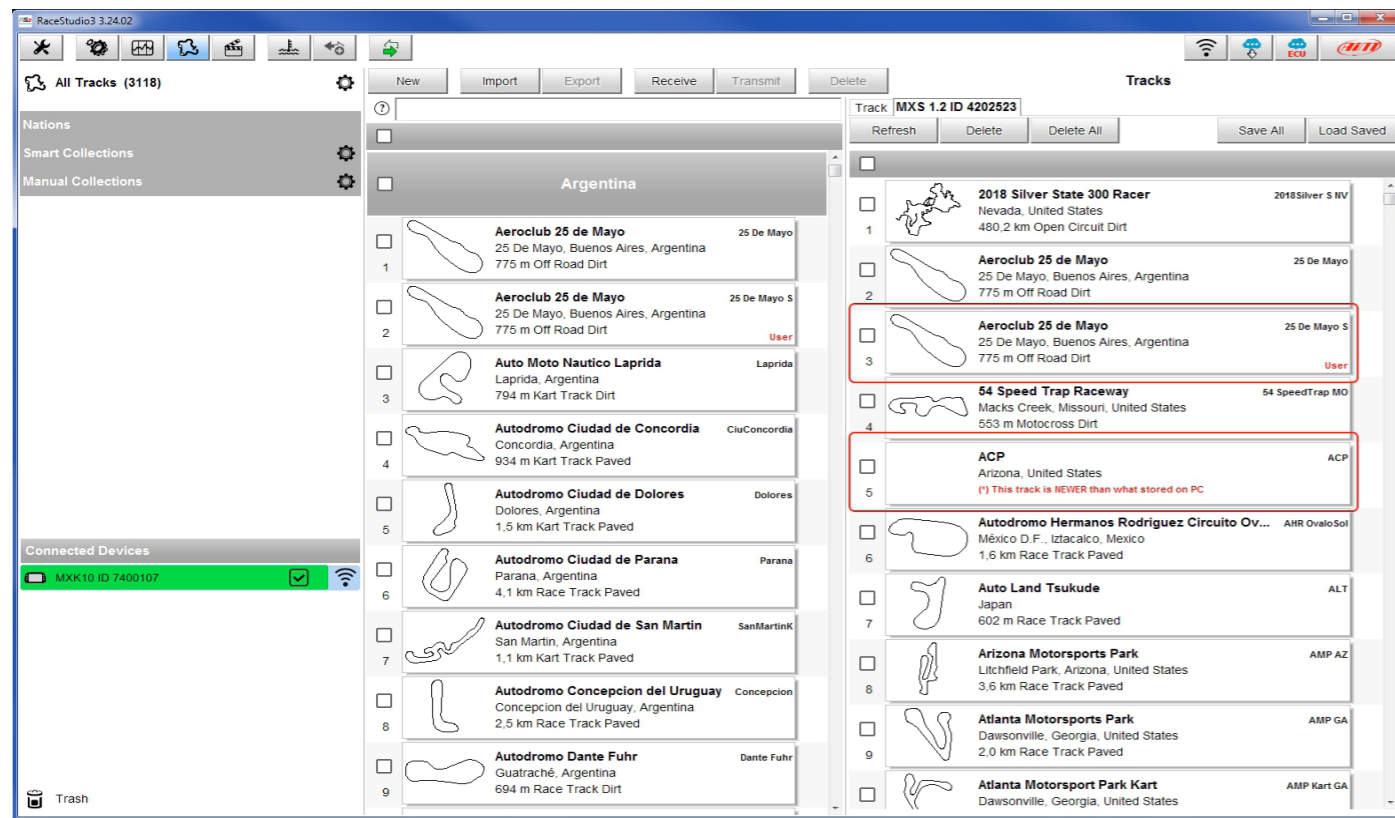 RaceStudio3 3.24.02
ECU
AiM
All Tracks (3118)
Nations
Smart Collections
Manual Collections
Connected Devices
MXK10 ID 7400107
Trash
New Import Export Receive Transmit Delete
Argentina
1
Aeroclub 25 de Mayo 25 De Mayo
25 De Mayo, Buenos Aires, Argentina
775 m Off Road Dirt
2
Aeroclub 25 de Mayo 25 De Mayo S
25 De Mayo, Buenos Aires, Argentina
775 m Off Road Dirt
User
3
Auto Moto Nautico Laprida Laprida
Laprida, Argentina
794 m Kart Track Dirt
4
Autodromo Ciudad de Concordia CiuConcordia
Concordia, Argentina
934 m Kart Track Paved
5
Autodromo Ciudad de Dolores Dolores
Dolores, Argentina
1,5 km Kart Track Paved
6
Autodromo Ciudad de Parana Parana
Parana, Argentina
4,1 km Race Track Paved
7
Autodromo Ciudad de San Martin SanMartinK
San Martin, Argentina
1,1 km Kart Track Paved
8
Autodromo Concepcion del Uruguay Concepcion
Concepcion del Uruguay, Argentina
2,5 km Race Track Paved
9
Autodromo Dante Fuhr Dante Fuhr
Guatraché, Argentina
694 m Race Track Dirt
Tracks
Track MXS 1.2 ID 4202523
Refresh Delete Delete All Save All Load Saved
1
2018 Silver State 300 Racer 2018Silver S NV
Nevada, United States
480,2 km Open Circuit Dirt
2
Aeroclub 25 de Mayo 25 De Mayo
25 De Mayo, Buenos Aires, Argentina
775 m Off Road Dirt
3
Aeroclub 25 de Mayo 25 De Mayo S
25 De Mayo, Buenos Aires, Argentina
775 m Off Road Dirt
User
4
54 Speed Trap Raceway 54 SpeedTrap MO
Macks Creek, Missouri, United States
553 m Motocross Dirt
5
ACP ACP
Arizona, United States
(*) This track is NEWER than what stored on PC
6
Autodromo Hermanos Rodriguez Circuito Ov... AHR OvaloSol
México D.F., Iztacalco, Mexico
1,6 km Race Track Paved
7
Auto Land Tsukude ALT
Japan
602 m Race Track Paved
8
Arizona Motorsports Park AMP AZ
Litchfield Park, Arizona, United States
3,6 km Race Track Paved
9
Atlanta Motorsports Park AMP GA
Dawsonville, Georgia, United States
2,0 km Race Track Paved
Atlanta Motorsport Park Kart AMP Kart GA
Dawsonville, Georgia, United States